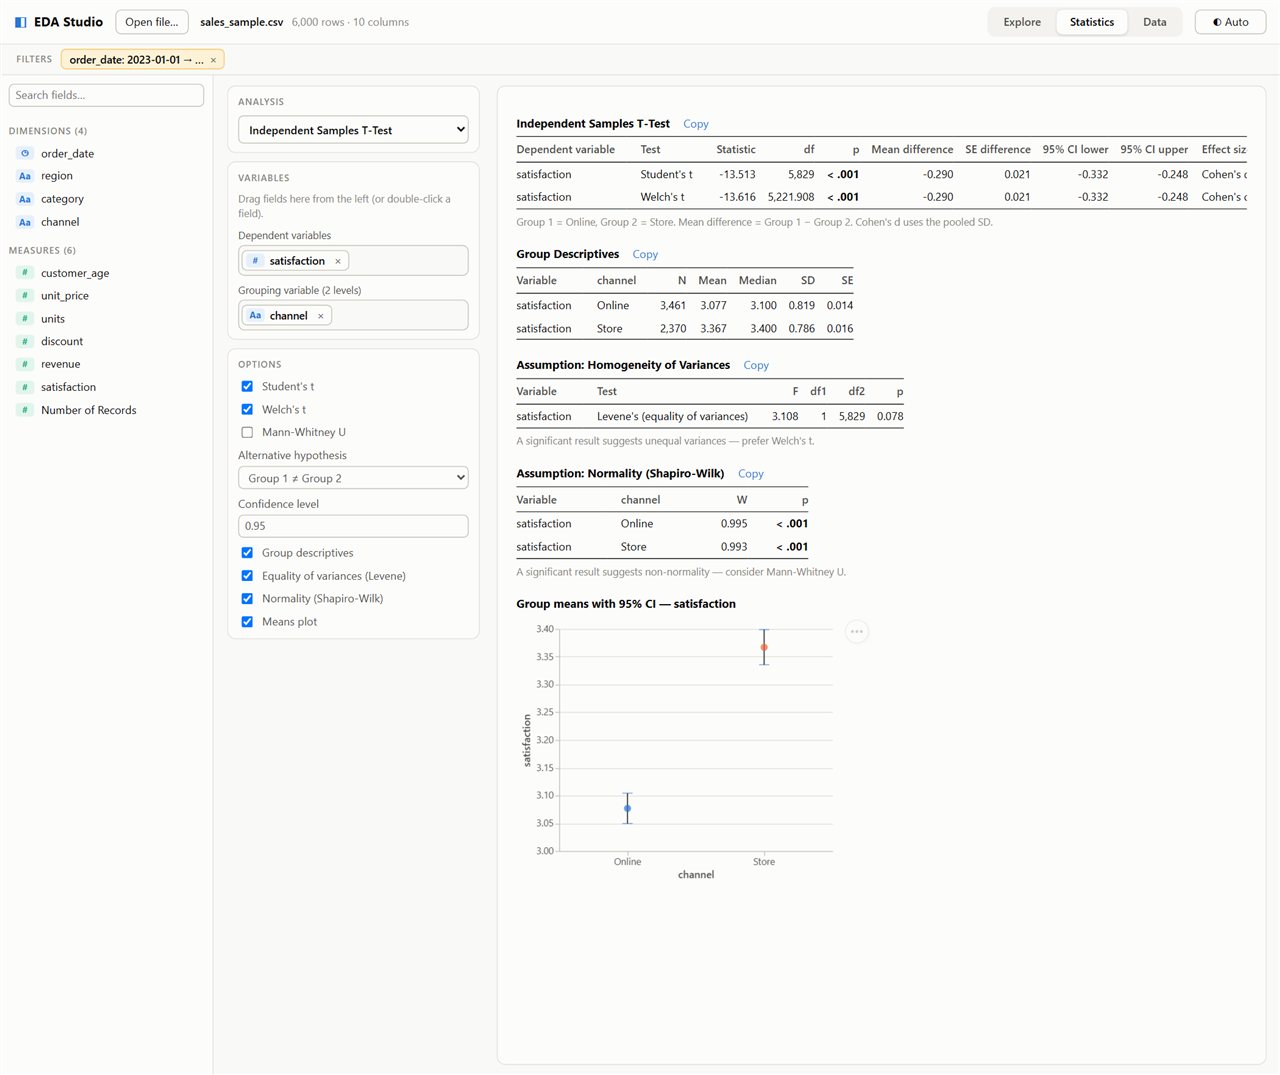 EDA Studio Open file... sales_sample.csv 6,000 rows · 10 columns Explore Statistics Data Auto
FILTERS order_date: 2023-01-01 → ... ×
Search fields...
DIMENSIONS (4)
order_date
Aa region
Aa category
Aa channel
MEASURES (6)
# customer_age
# unit_price
# units
# discount
# revenue
# satisfaction
# Number of Records
ANALYSIS
Independent Samples T-Test
VARIABLES
Drag fields here from the left (or double-click a
field).
Dependent variables
# satisfaction ×
Grouping variable (2 levels)
Aa channel ×
OPTIONS
Student's t
Welch's t
Mann-Whitney U
Alternative hypothesis
Group 1 ≠ Group 2
Confidence level
0.95
Group descriptives
Equality of variances (Levene)
Normality (Shapiro-Wilk)
Means plot
Independent Samples T-Test Copy
Dependent variable Test Statistic df p Mean difference SE difference 95% CI lower 95% CI upper Effect
satisfaction Student's t -13.513 5,829 < .001 -0.290 0.021 -0.332 -0.248 Cohen's
satisfaction Welch's t -13.616 5,221.908 < .001 -0.290 0.021 -0.332 -0.248 Cohen's
Group 1 = Online, Group 2 = Store. Mean difference = Group 1 − Group 2. Cohen's d uses the pooled SD.
Group Descriptives Copy
Variable channel N Mean Median SD SE
satisfaction Online 3,461 3.077 3.100 0.819 0.014
satisfaction Store 2,370 3.367 3.400 0.786 0.016
Assumption: Homogeneity of Variances Copy
Variable Test F df1 df2 p
satisfaction Levene's (equality of variances) 3.108 1 5,829 0.078
A significant result suggests unequal variances — prefer Welch's t.
Assumption: Normality (Shapiro-Wilk) Copy
Variable channel W p
satisfaction Online 0.995 < .001
satisfaction Store 0.993 < .001
A significant result suggests non-normality — consider Mann-Whitney U.
Group means with 95% CI — satisfaction
3.40
3.35
3.30
3.25
3.20
3.15
3.10
3.05
3.00
satisfaction
Online Store
channel